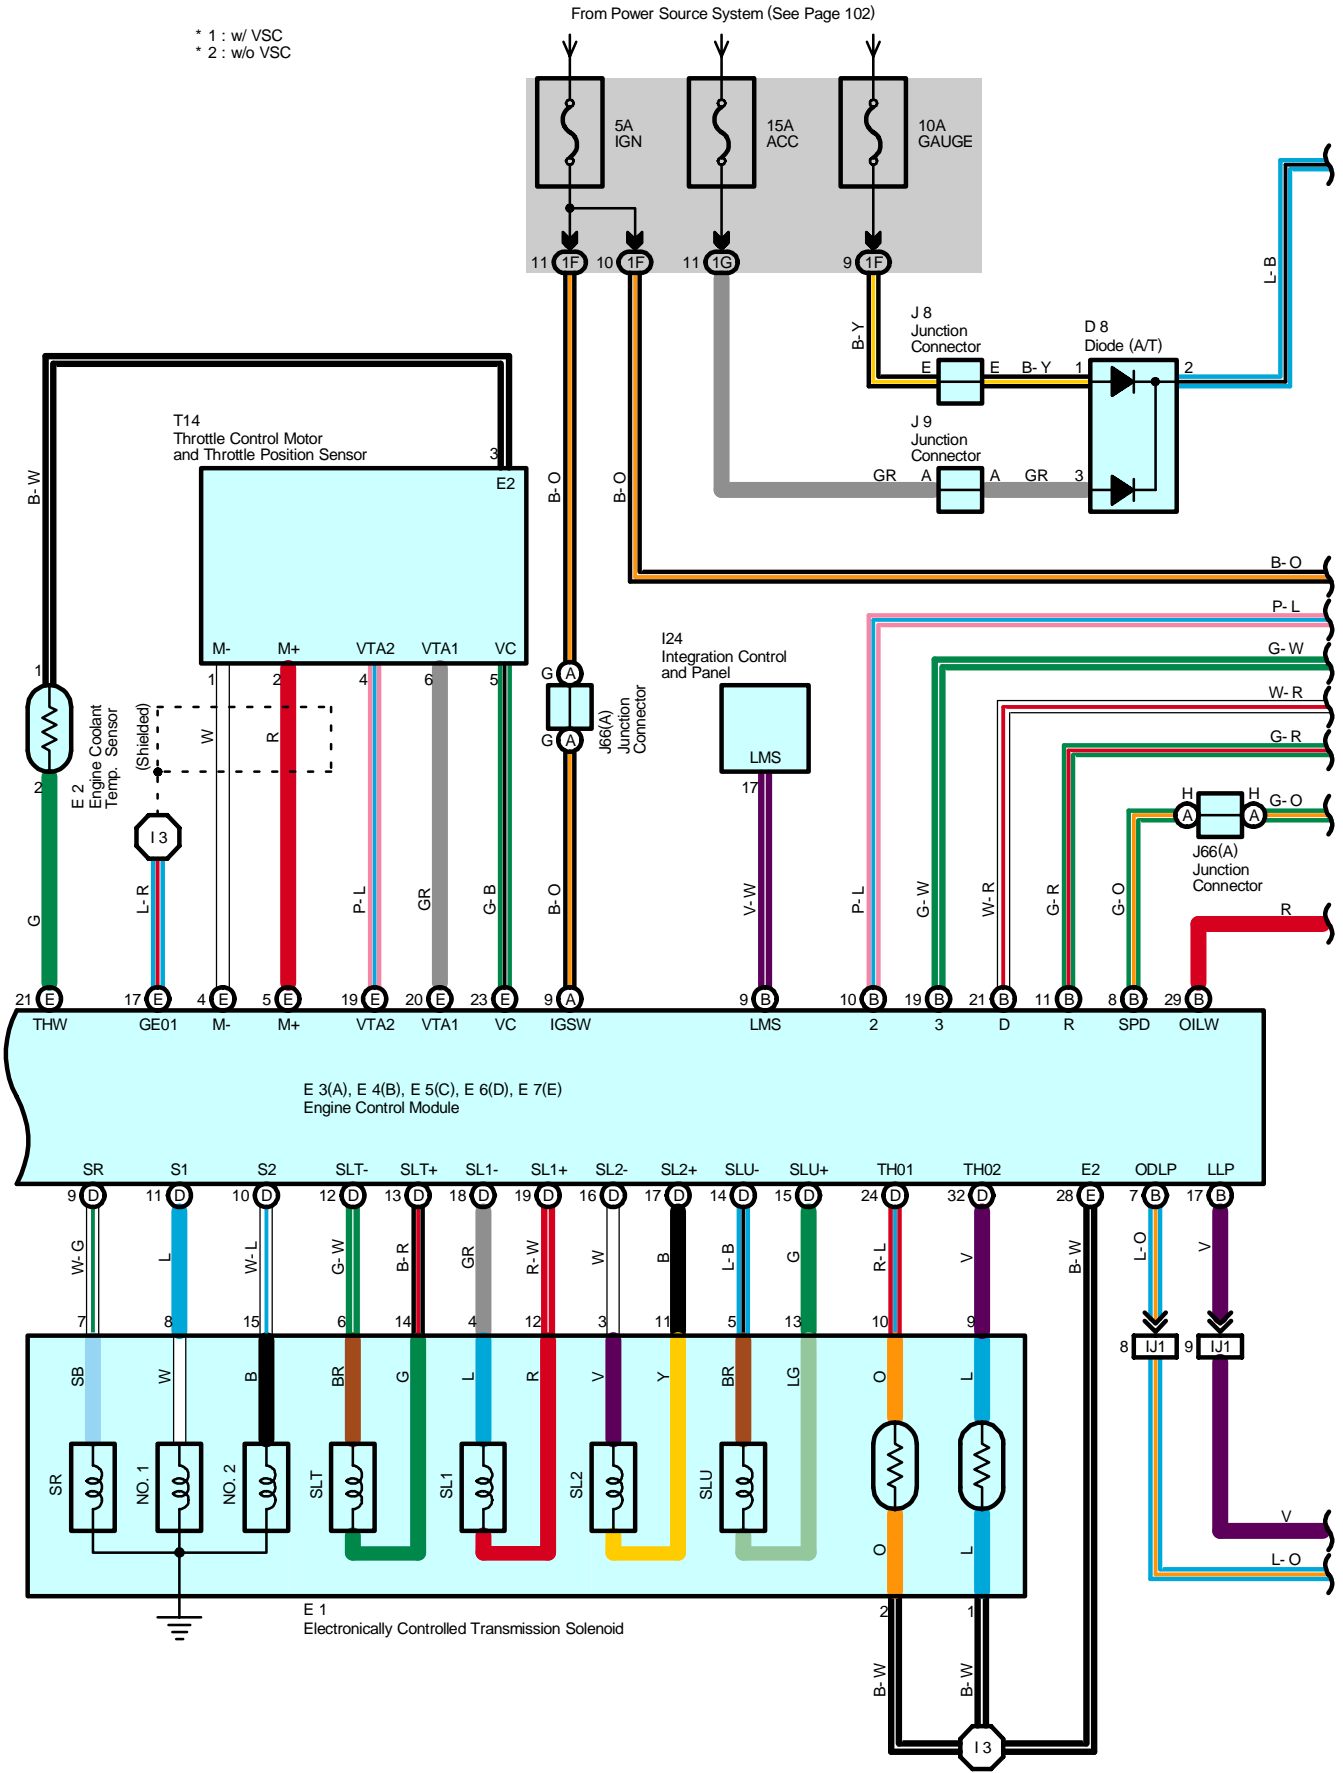 From Power Source System (See Page 102)
* 1 : w/ VSC
* 2 : w/o VSC
5A
IGN
15A
ACC
10A
GAUGE
11 1F
10 1F
11 1G
9 1F
L- B
B- Y
J 8
Junction
Connector
E E B- Y 1
D 8
Diode (A/T)
2
J 9
Junction
Connector
GR A A GR 3
T14
Throttle Control Motor
and Throttle Position Sensor
3
E2
B- W
B- O
B- O
B- O
P- L
G- W
W- R
G- R
G- O
R
M- M+ VTA2 VTA1 VC
1 2 4 6 5
1
2
E 2
Engine Coolant
Temp. Sensor
(Shielded)
I 3
W
R
G A
G A
J66(A)
Junction
Connector
I24
Integration Control
and Panel
LMS
17
H H
A A
J66(A)
Junction
Connector
G
L- R
P- L
GR
G- B
B- O
V- W
P- L
G- W
W- R
G- R
G- O
21 E 17 E 4 E 5 E 19 E 20 E 23 E 9 A 9 B 10 B 19 B 21 B 11 B 8 B 29 B
THW GE01 M- M+ VTA2 VTA1 VC IGSW LMS 2 3 D R SPD OILW
E 3(A), E 4(B), E 5(C), E 6(D), E 7(E)
Engine Control Module
SR S1 S2 SLT- SLT+ SL1- SL1+ SL2- SL2+ SLU- SLU+ TH01 TH02 E2 ODLP LLP
9 D 11 D 10 D 12 D 13 D 18 D 19 D 16 D 17 D 14 D 15 D 24 D 32 D 28 E 7 B 17 B
W- G L W- L G- W B- R GR R- W W B L- B G R- L V B- W L- O V
7 8 15 6 14 4 12 3 11 5 13 10 9
8 IJ1 9 IJ1
SB W B BR G L R V Y BR LG O L
SR NO. 1 NO. 2 SLT SL1 SL2 SLU
O L
V
L- O
E 1
Electronically Controlled Transmission Solenoid
2 1
B- W B- W
I 3